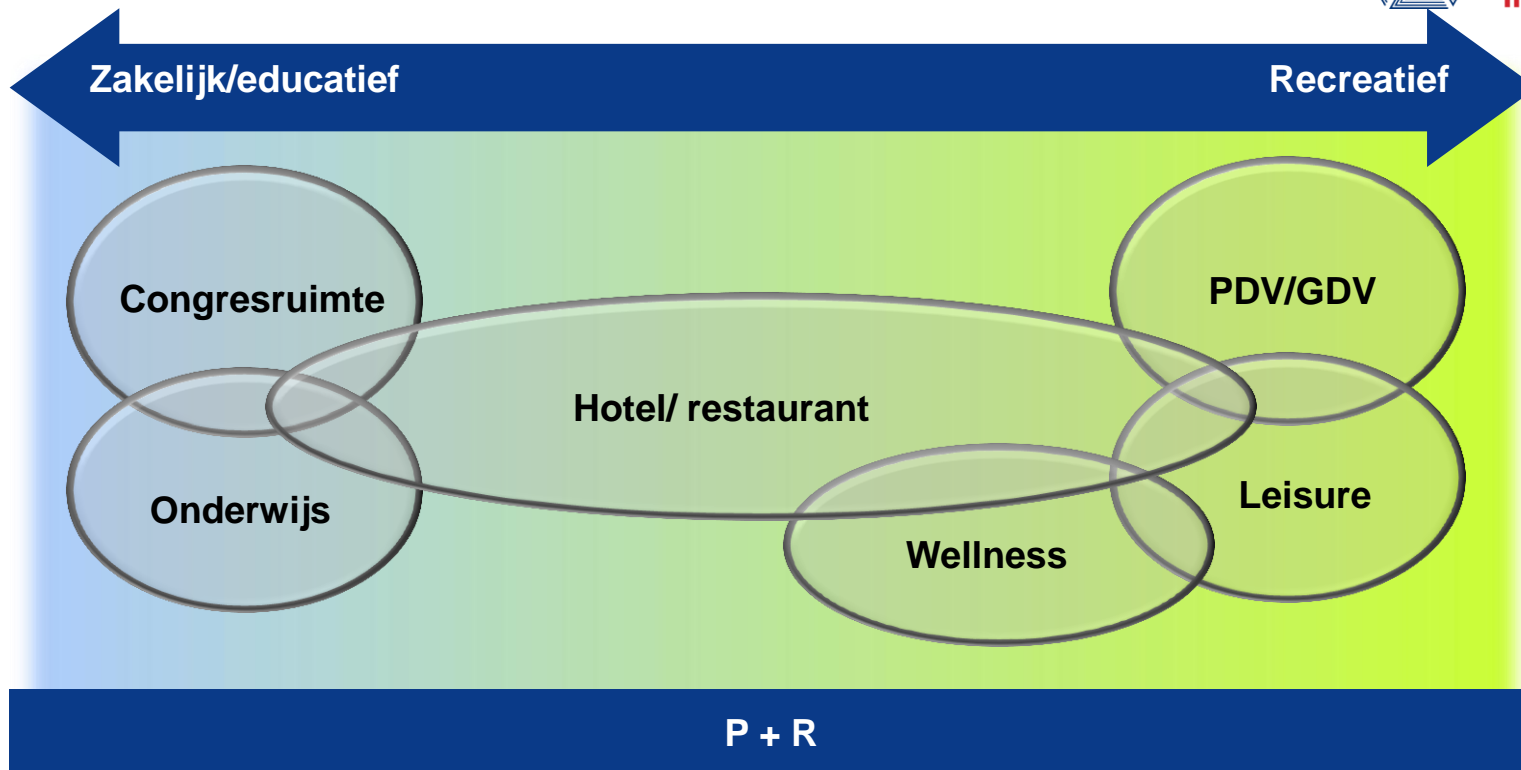 Zakelijk/educatief
Recreatief
Congresruimte
PDV/GDV
Hotel/ restaurant
Onderwijs
Leisure
Wellness
P + R